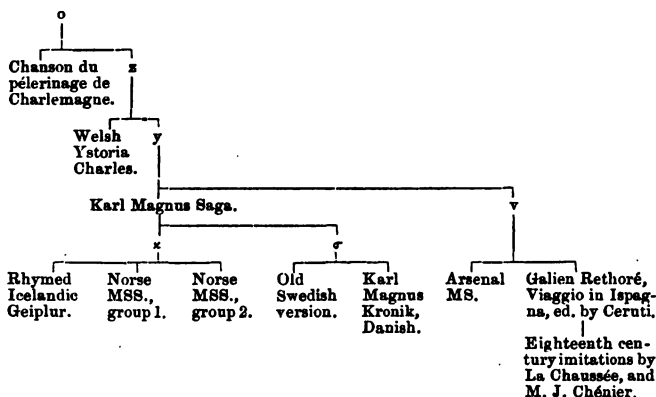 o
Chanson du
pélerinage de
Charlemagne.
z
Welsh
Ystoria
Charles.
y
Karl Magnus Saga.
v
x
σ
Rhymed
Icelandic
Geiplur.
Norse
MSS.,
group 1.
Norse
MSS.,
group 2.
Old
Swedish
version.
Karl
Magnus
Kronik,
Danish.
Arsenal
MS.
Galien Rethoré,
Viaggio in Ispag-
na, ed. by Ceruti.
Eighteenth cen-
tury imitations by
La Chaussée, and
M. J. Chénier.